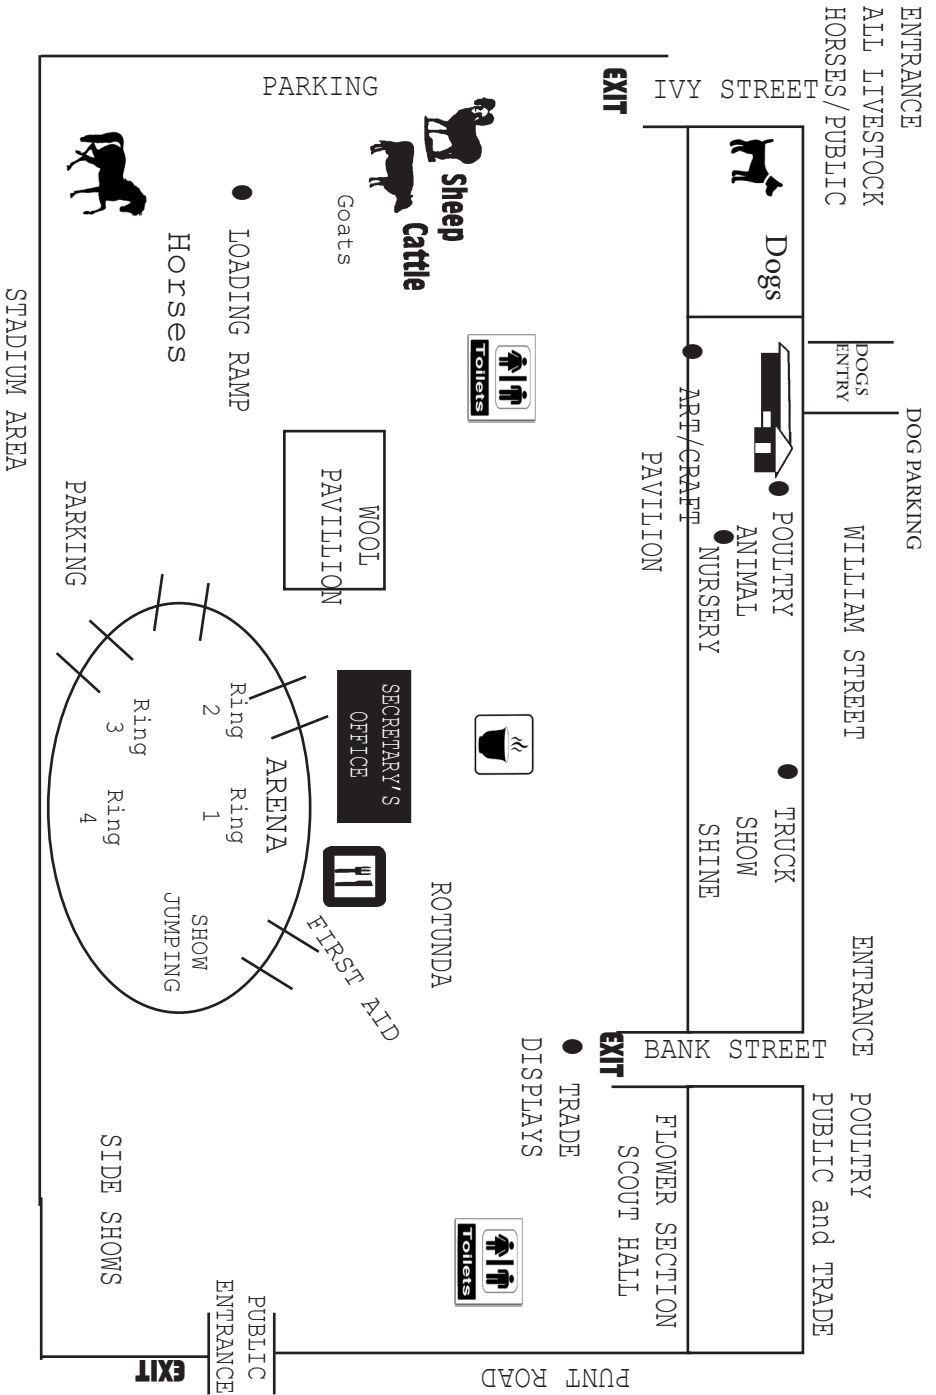 ENTRANCE
ALL LIVESTOCK
HORSES/PUBLIC
DOG PARKING
DOGS
ENTRY
WILLIAM STREET
ENTRANCE
POULTRY
PUBLIC and TRADE
IVY STREET
EXIT
Dogs
ART/CRAFT
PAVILION
POULTRY
ANIMAL
NURSERY
TRUCK
SHOW
SHINE
BANK STREET
EXIT
FLOWER SECTION
SCOUT HALL
TRADE
DISPLAYS
PARKING
Sheep
Cattle
Goats
Toilets
LOADING RAMP
Horses
WOOL
PAVILLION
SECRETARY'S
OFFICE
ROTUNDA
FIRST AID
Toilets
STADIUM AREA
PARKING
ARENA
Ring
2
Ring
1
Ring
3
Ring
4
SHOW
JUMPING
SIDE SHOWS
PUBLIC
ENTRANCE
EXIT
PUNT ROAD